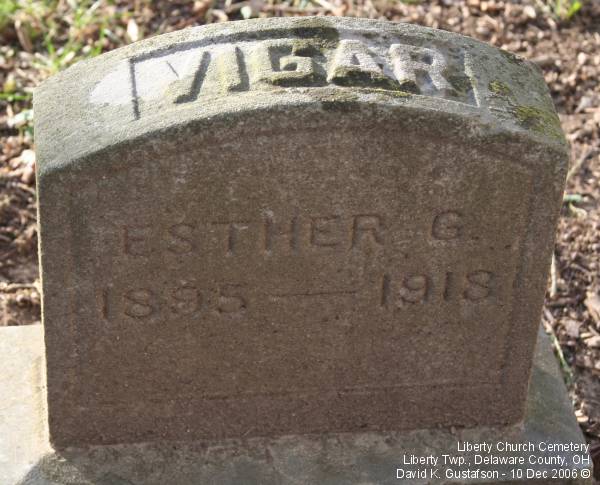 VIGAR
ESTHER G.
1895 — 1918
Liberty Church Cemetery
Liberty Twp., Delaware County, OH
David K. Gustafson - 10 Dec 2006 ©